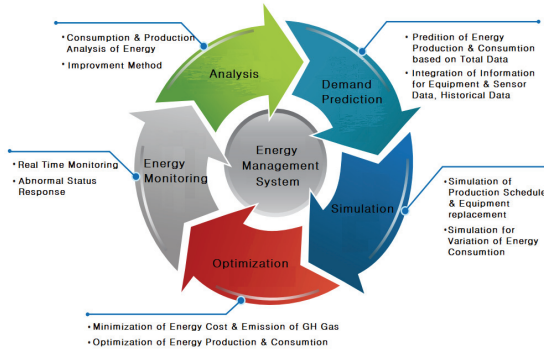 • Consumption & Production
Analysis of Energy
• Improvment Method
Analysis
• Predition of Energy
Production & Consumtion
based on Total Data
• Integration of Information
for Equipment & Sensor
Data, Historical Data
Demand
Prediction
Energy
Management
System
Energy
Monitoring
• Real Time Monitoring
• Abnormal Status
Response
Simulation
• Simulation of
Production Schedule
& Equipment
replacement
• Simulation for
Variation of Energy
Consumtion
Optimization
• Minimization of Energy Cost & Emission of GH Gas
• Optimization of Energy Production & Consumtion